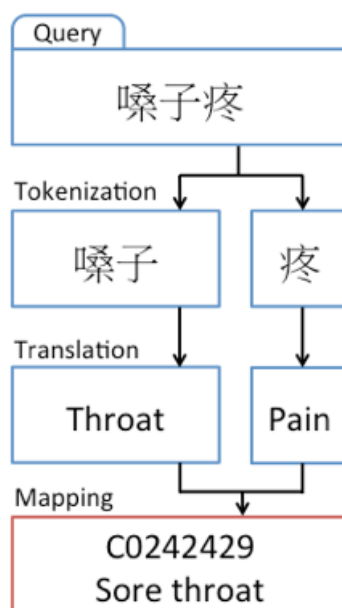 Query
嗓子疼
Tokenization
嗓子
疼
Translation
Throat
Pain
Mapping
C0242429
Sore throat